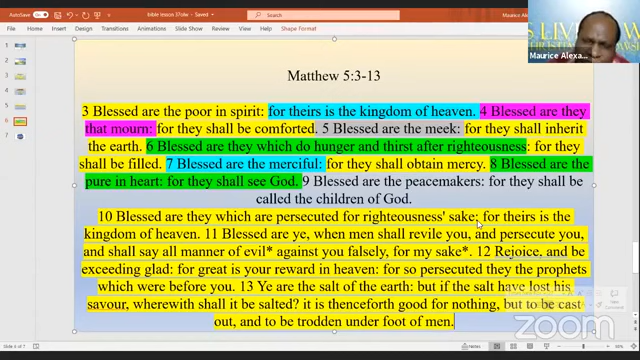 AutoSave On
Bible lesson 37slw - Saved
Search
Maurice Alexa...
File Home Insert Draw Design Transitions Animations Slide Show Record Review View Help Shape Format
Maurice Alexa...
Matthew 5:3-13
3 Blessed are the poor in spirit: for theirs is the kingdom of heaven. 4 Blessed are they
that mourn: for they shall be comforted. 5 Blessed are the meek: for they shall inherit
the earth. 6 Blessed are they which do hunger and thirst after righteousness: for they
shall be filled. 7 Blessed are the merciful: for they shall obtain mercy. 8 Blessed are the
pure in heart: for they shall see God. 9 Blessed are the peacemakers: for they shall be
called the children of God.
10 Blessed are they which are persecuted for righteousness' sake; for theirs is the
kingdom of heaven. 11 Blessed are ye, when men shall revile you, and persecute you,
and shall say all manner of evil* against you falsely, for my sake*. 12 Rejoice, and be
exceeding glad: for great is your reward in heaven: for so persecuted they the prophets
which were before you. 13 Ye are the salt of the earth: but if the salt have lost his
savour, wherewith shall it be salted? it is thenceforth good for nothing, but to be cast
out, and to be trodden under foot of men.
zoom
Slide 6 of 7
Notes